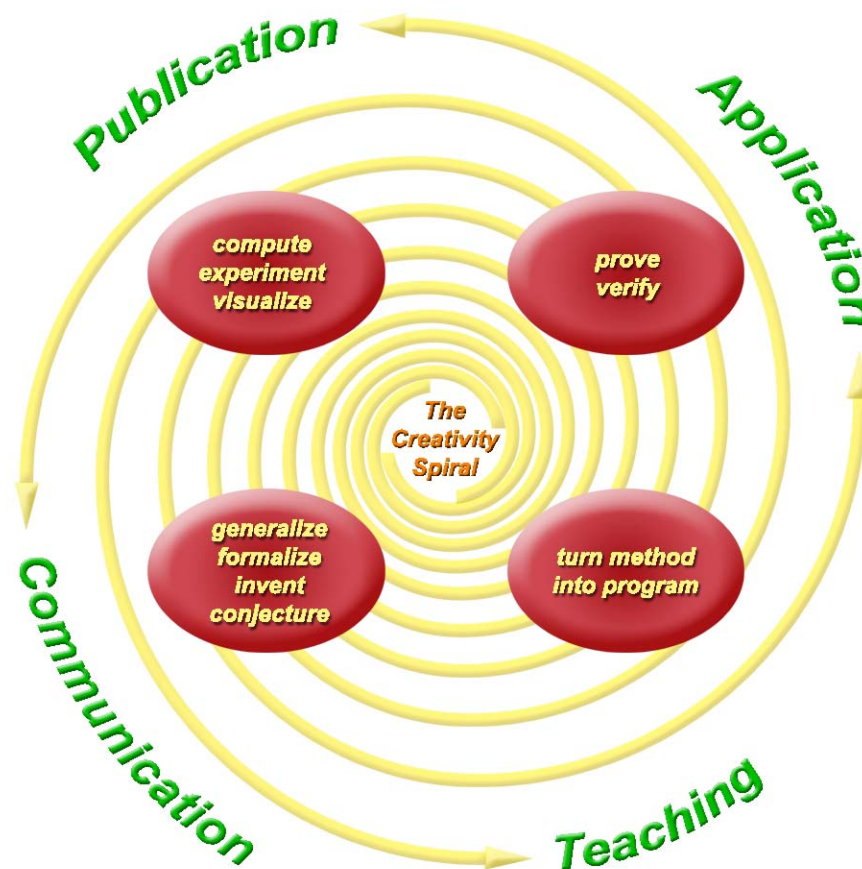 Publication
Application
compute
experiment
visualize
prove
verify
The
Creativity
Spiral
generalize
formalize
invent
conjecture
turn method
into program
Communication
Teaching